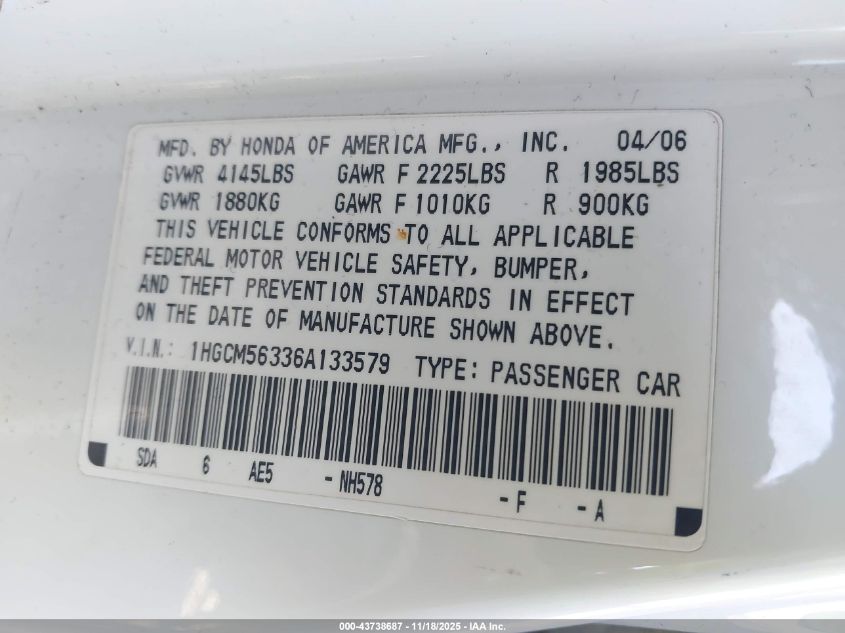 MFD. BY HONDA OF AMERICA MFG., INC. 04/06
GVWR 4145LBS GAWR F 2225LBS R 1985LBS
GVWR 1880KG GAWR F 1010KG R 900KG
THIS VEHICLE CONFORMS TO ALL APPLICABLE
FEDERAL MOTOR VEHICLE SAFETY, BUMPER,
AND THEFT PREVENTION STANDARDS IN EFFECT
ON THE DATE OF MANUFACTURE SHOWN ABOVE.
V.I.N.: 1HGCM56336A133579 TYPE: PASSENGER CAR
SDA 6 AE5 - NH578 - F - A
000-43738687 - 11/18/2025 - IAA Inc.